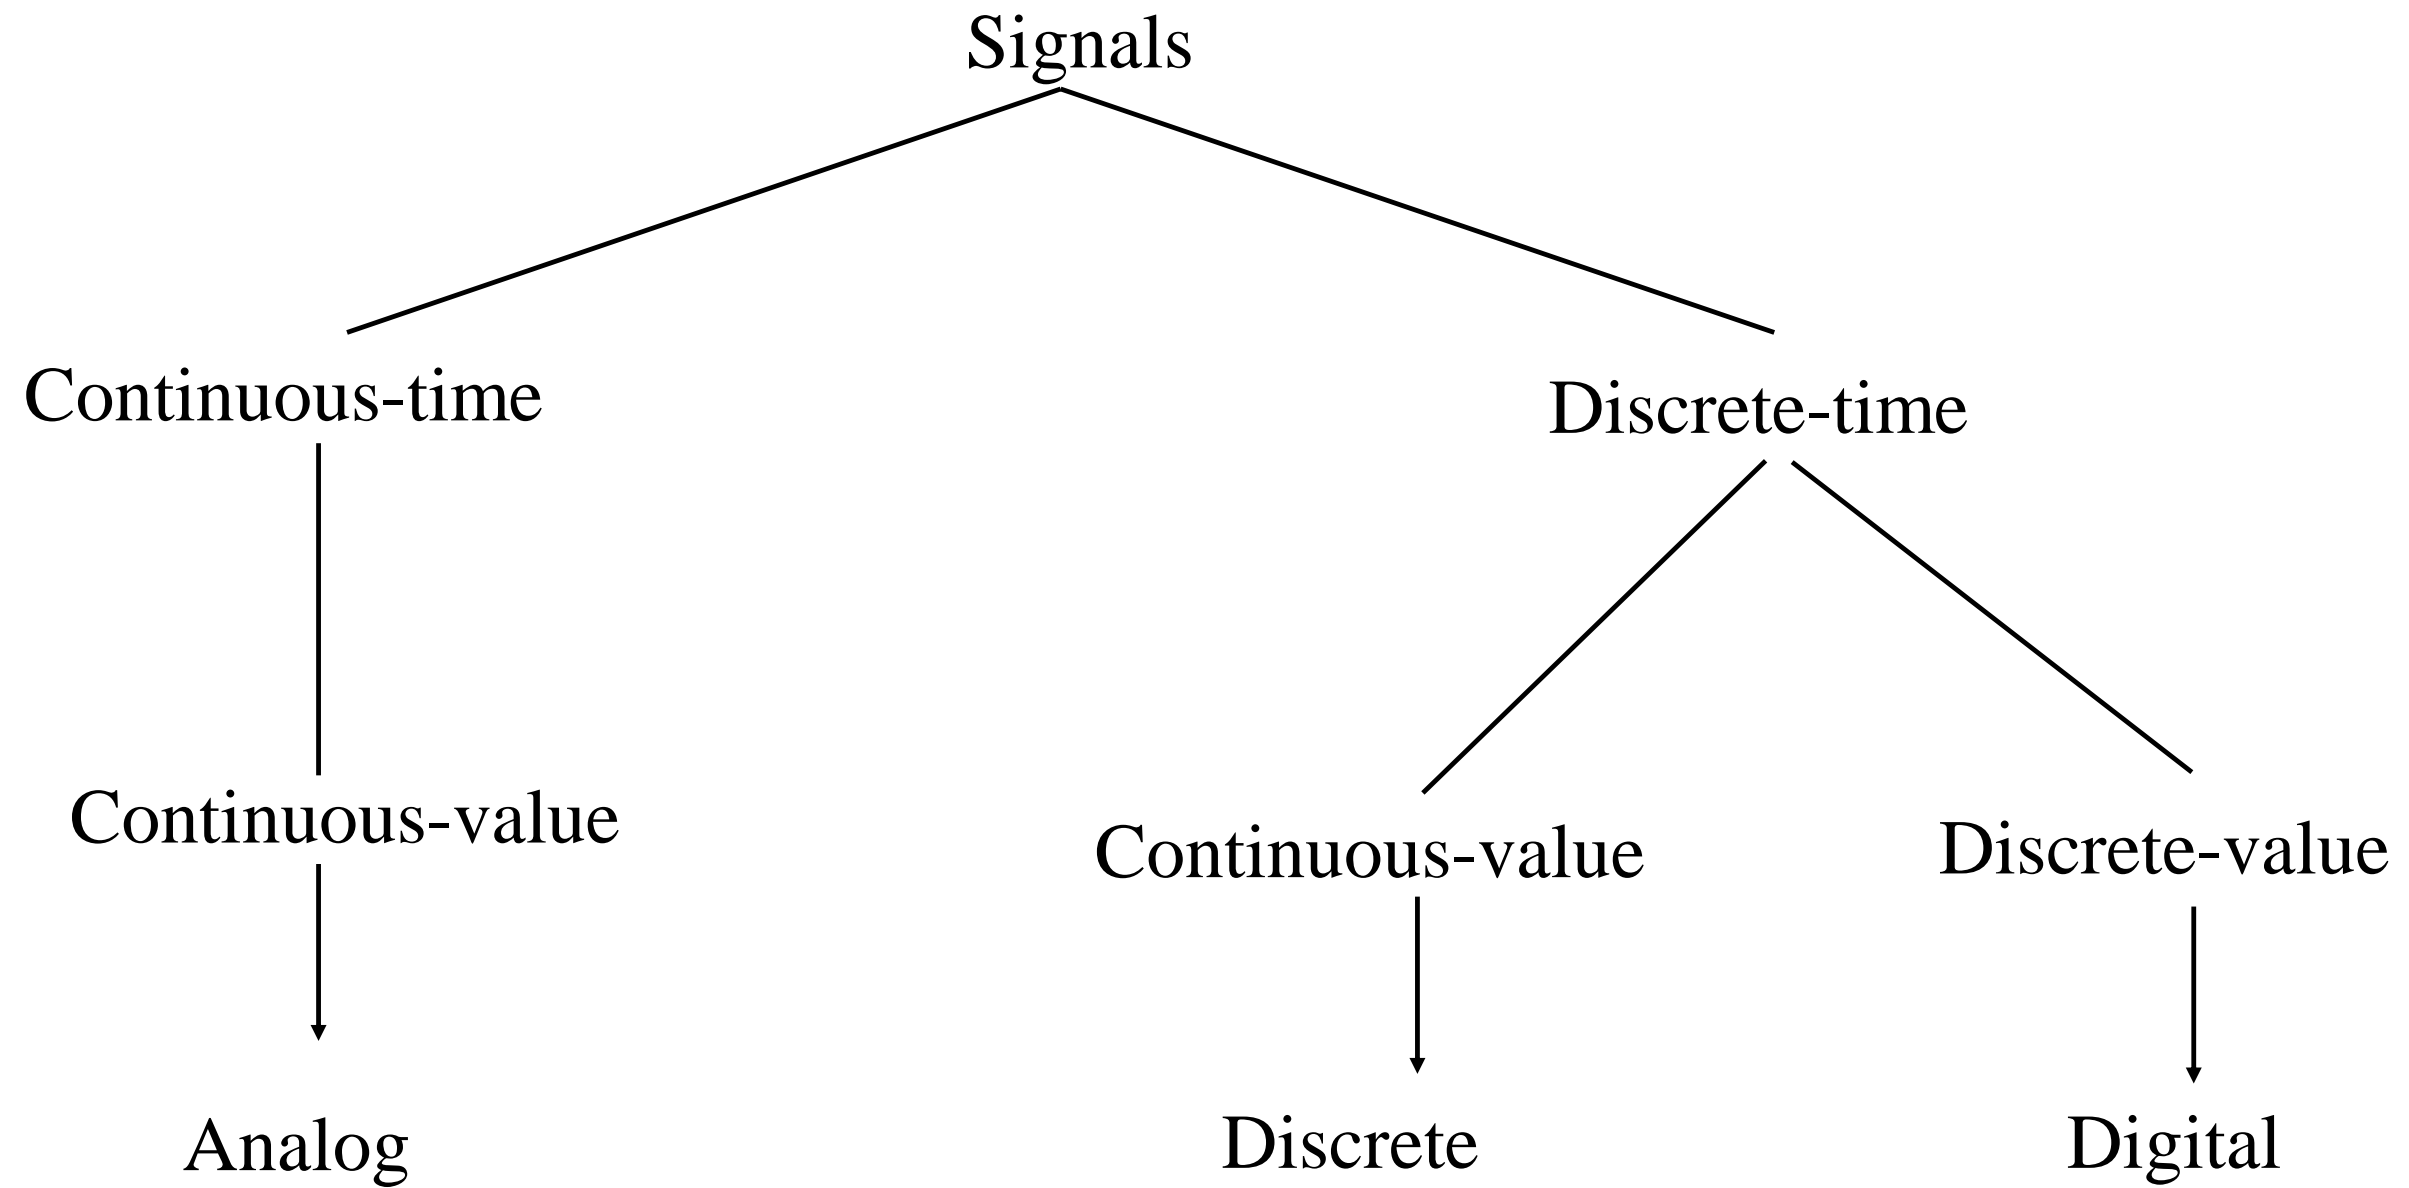 Signals
Continuous-time
Discrete-time
Continuous-value
Continuous-value
Discrete-value
Analog
Discrete
Digital